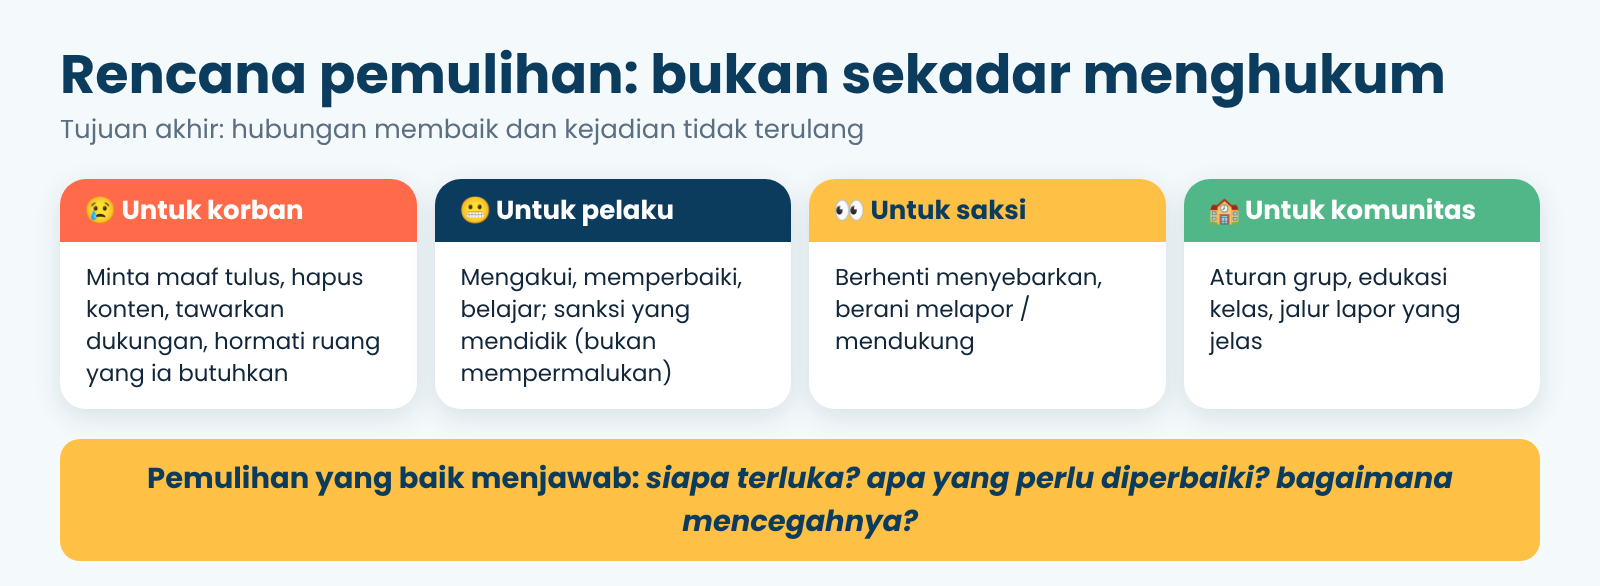 Rencana pemulihan: bukan sekadar menghukum
Tujuan akhir: hubungan membaik dan kejadian tidak terulang
😢 Untuk korban
Minta maaf tulus, hapus
konten, tawarkan
dukungan, hormati ruang
yang ia butuhkan
😬 Untuk pelaku
Mengakui, memperbaiki,
belajar; sanksi yang
mendidik (bukan
mempermalukan)
👀 Untuk saksi
Berhenti menyebarkan,
berani melapor /
mendukung
🏫 Untuk komunitas
Aturan grup, edukasi
kelas, jalur lapor yang
jelas
Pemulihan yang baik menjawab: siapa terluka? apa yang perlu diperbaiki? bagaimana
mencegahnya?